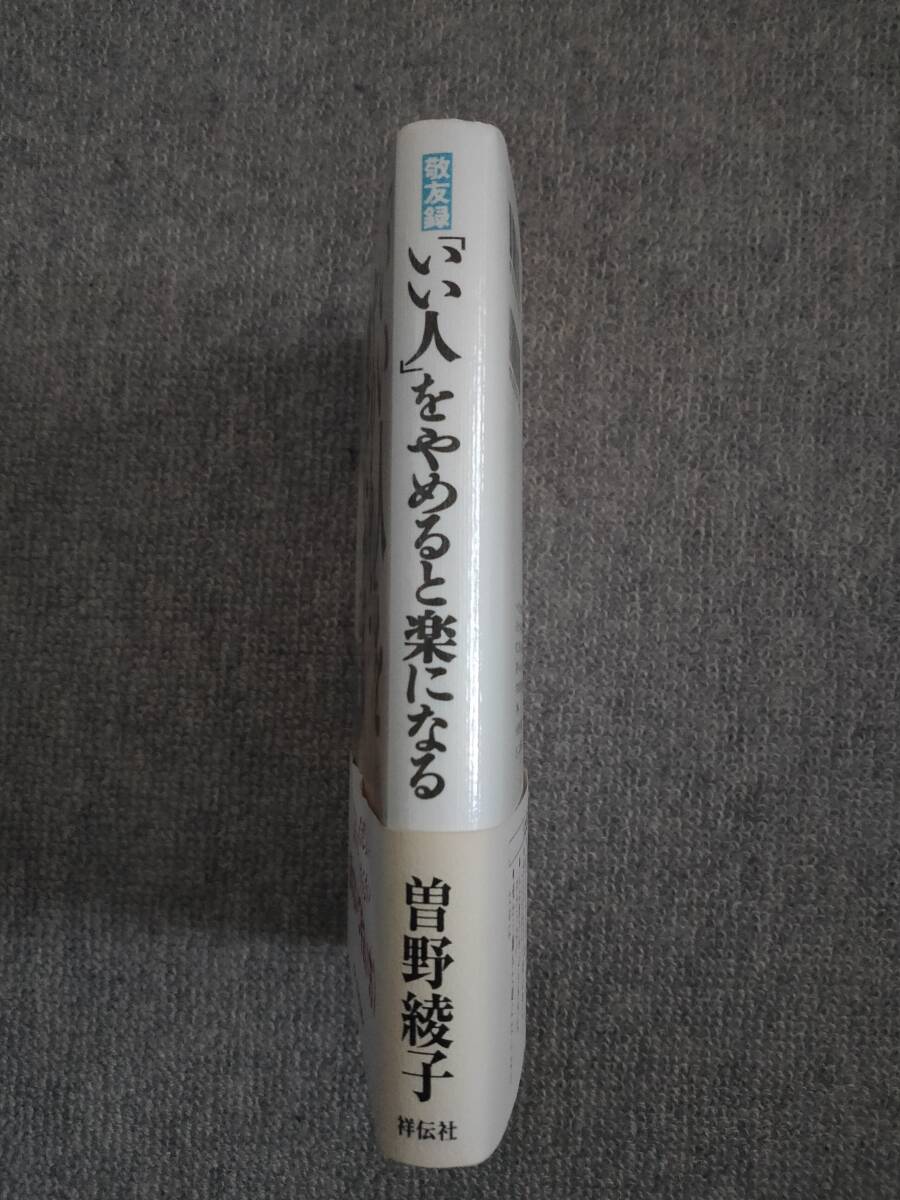 敬友録
「いい人」をやめると楽になる
曽野綾子
祥伝社